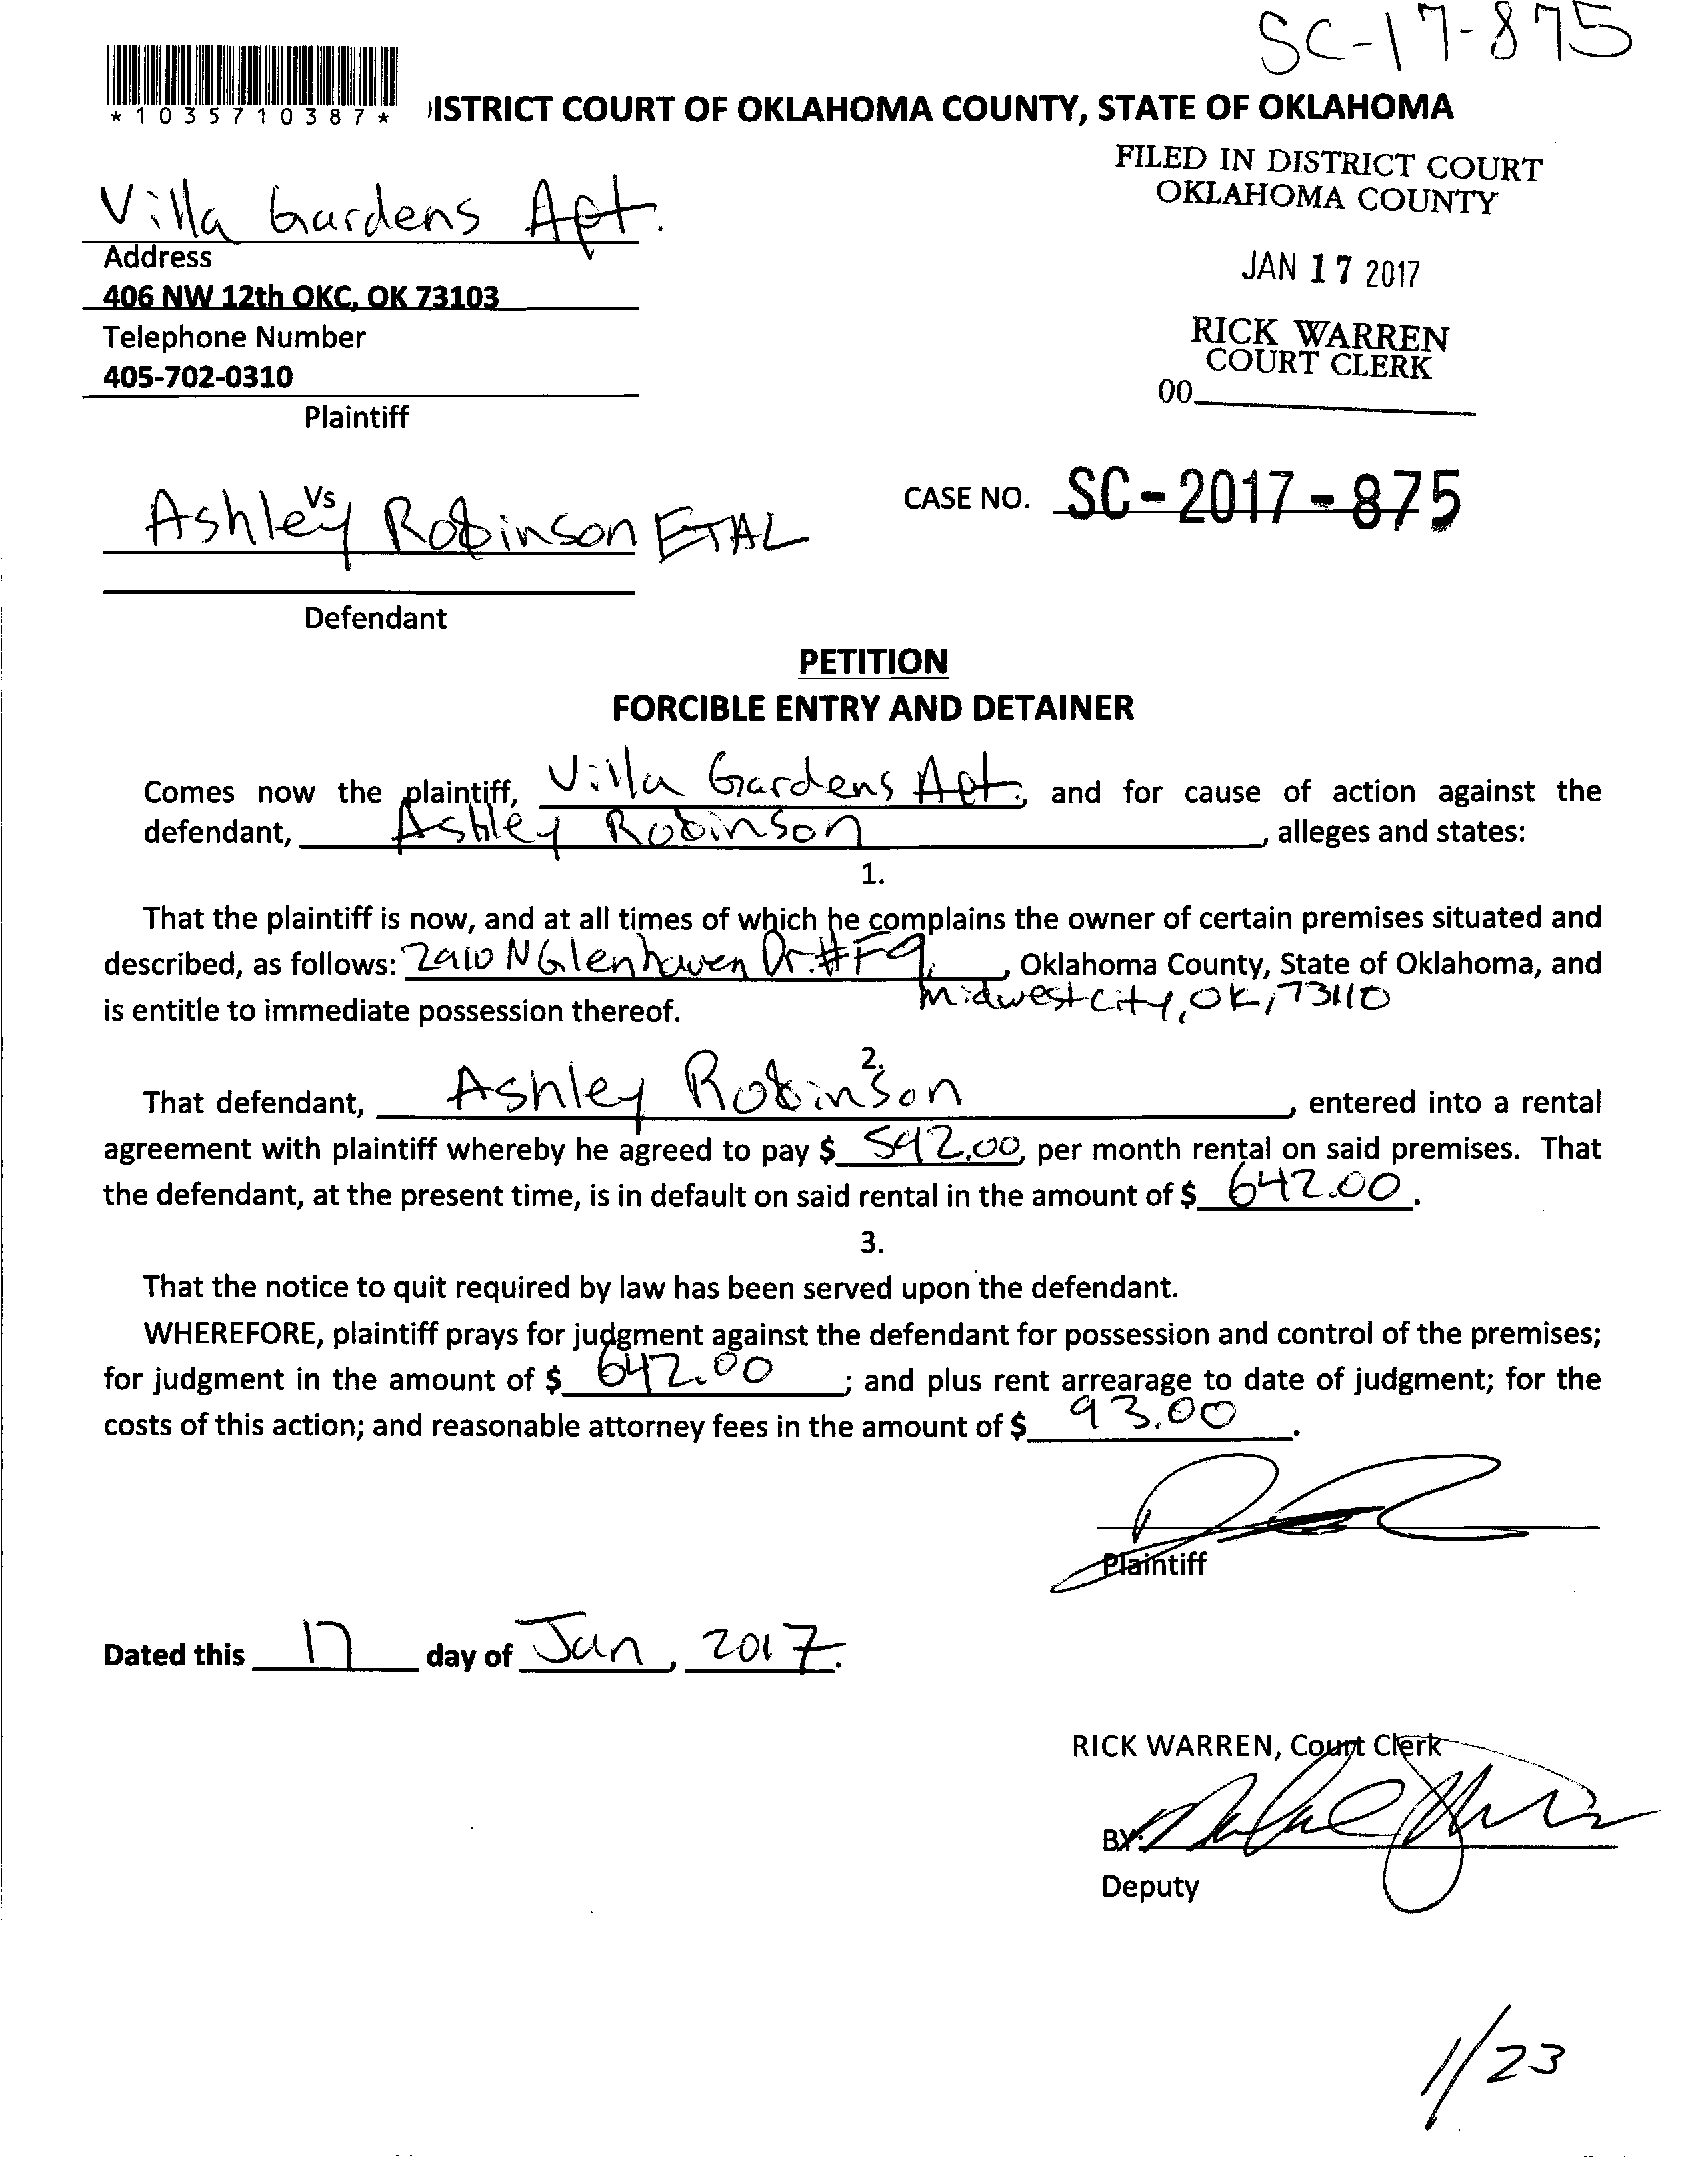 SC-17-875
*1035710387*
ISTRICT COURT OF OKLAHOMA COUNTY, STATE OF OKLAHOMA
FILED IN DISTRICT COURT
OKLAHOMA COUNTY
JAN 17 2017
RICK WARREN
COURT CLERK
00
Villa Gardens Apt.
Address
406 NW 12th OKC, OK 73103
Telephone Number
405-702-0310
Plaintiff
Vs
Ashley Robinson ETAL
CASE NO. SC-2017-875
Defendant
PETITION
FORCIBLE ENTRY AND DETAINER
Comes now the plaintiff, Villa Gardens Apt., and for cause of action against the
defendant, Ashley Robinson, alleges and states:
1.
That the plaintiff is now, and at all times of which he complains the owner of certain premises situated and
described, as follows: 2910 N Glenhaven Dr. #F9, Oklahoma County, State of Oklahoma, and
Midwest City, OK, 73110
is entitle to immediate possession thereof.
2.
That defendant, Ashley Robinson, entered into a rental
agreement with plaintiff whereby he agreed to pay $ 542.00, per month rental on said premises. That
the defendant, at the present time, is in default on said rental in the amount of $ 642.00.
3.
That the notice to quit required by law has been served upon the defendant.
WHEREFORE, plaintiff prays for judgment against the defendant for possession and control of the premises;
for judgment in the amount of $ 642.00; and plus rent arrearage to date of judgment; for the
costs of this action; and reasonable attorney fees in the amount of $ 93.00.
Plaintiff
Dated this 17 day of Jan, 2017.
RICK WARREN, Court Clerk
BY:
Deputy
1/23